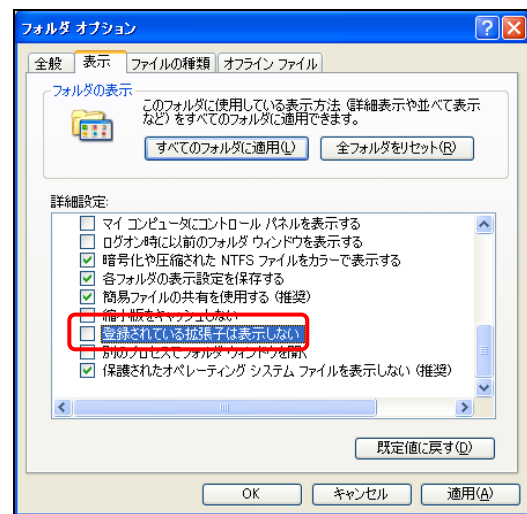 フォルダ オプション
全般 表示 ファイルの種類 オフライン ファイル
フォルダの表示
このフォルダに使用している表示方法 (詳細表示や並べて表示
など) をすべてのフォルダに適用できます。
すべてのフォルダに適用(L) 全フォルダをリセット(R)
詳細設定:
マイ コンピュータにコントロール パネルを表示する
ログオン時に以前のフォルダ ウィンドウを表示する
暗号化や圧縮された NTFS ファイルをカラーで表示する
各フォルダの表示設定を保存する
簡易ファイルの共有を使用する (推奨)
縮小版をキャッシュしない
登録されている拡張子は表示しない
別のプロセスでフォルダ ウィンドウを開く
保護されたオペレーティング システム ファイルを表示しない (推奨)
既定値に戻す(D)
OK キャンセル 適用(A)